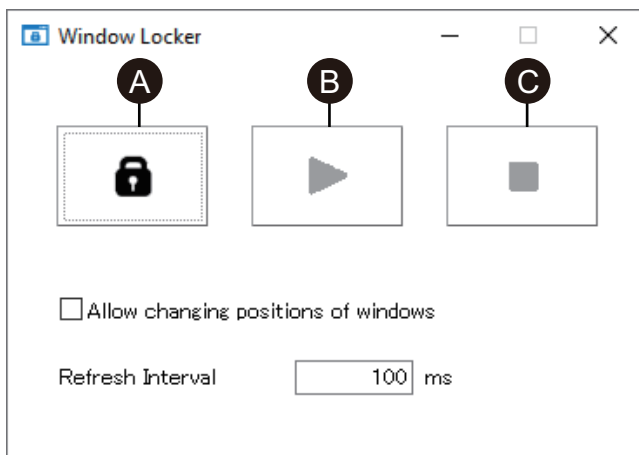 Window Locker
A B C
Allow changing positions of windows
Refresh Interval 100 ms